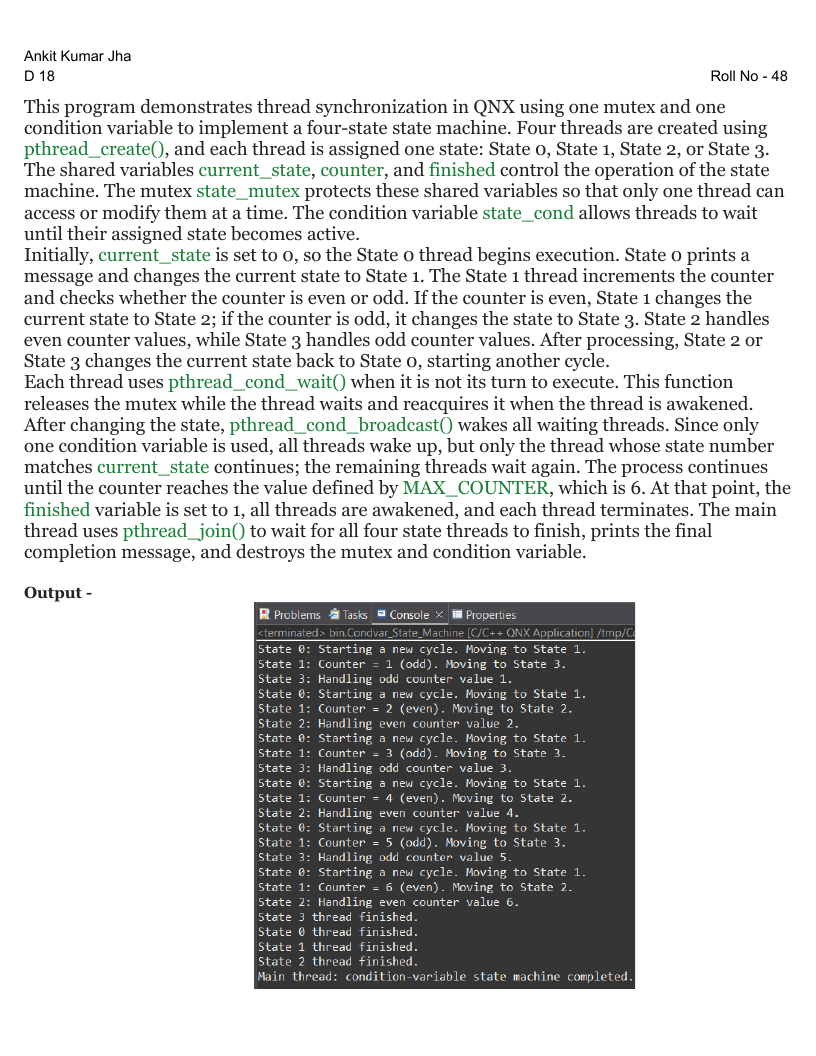 Ankit Kumar Jha
D 18
Roll No - 48
This program demonstrates thread synchronization in QNX using one mutex and one
condition variable to implement a four-state state machine. Four threads are created using
pthread_create(), and each thread is assigned one state: State 0, State 1, State 2, or State 3.
The shared variables current_state, counter, and finished control the operation of the state
machine. The mutex state_mutex protects these shared variables so that only one thread can
access or modify them at a time. The condition variable state_cond allows threads to wait
until their assigned state becomes active.
Initially, current_state is set to 0, so the State 0 thread begins execution. State 0 prints a
message and changes the current state to State 1. The State 1 thread increments the counter
and checks whether the counter is even or odd. If the counter is even, State 1 changes the
current state to State 2; if the counter is odd, it changes the state to State 3. State 2 handles
even counter values, while State 3 handles odd counter values. After processing, State 2 or
State 3 changes the current state back to State 0, starting another cycle.
Each thread uses pthread_cond_wait() when it is not its turn to execute. This function
releases the mutex while the thread waits and reacquires it when the thread is awakened.
After changing the state, pthread_cond_broadcast() wakes all waiting threads. Since only
one condition variable is used, all threads wake up, but only the thread whose state number
matches current_state continues; the remaining threads wait again. The process continues
until the counter reaches the value defined by MAX_COUNTER, which is 6. At that point, the
finished variable is set to 1, all threads are awakened, and each thread terminates. The main
thread uses pthread_join() to wait for all four state threads to finish, prints the final
completion message, and destroys the mutex and condition variable.
Output -
Problems Tasks Console × Properties
<terminated> bin.Condvar_State_Machine [C/C++ QNX Application] /tmp/Co
State 0: Starting a new cycle. Moving to State 1.
State 1: Counter = 1 (odd). Moving to State 3.
State 3: Handling odd counter value 1.
State 0: Starting a new cycle. Moving to State 1.
State 1: Counter = 2 (even). Moving to State 2.
State 2: Handling even counter value 2.
State 0: Starting a new cycle. Moving to State 1.
State 1: Counter = 3 (odd). Moving to State 3.
State 3: Handling odd counter value 3.
State 0: Starting a new cycle. Moving to State 1.
State 1: Counter = 4 (even). Moving to State 2.
State 2: Handling even counter value 4.
State 0: Starting a new cycle. Moving to State 1.
State 1: Counter = 5 (odd). Moving to State 3.
State 3: Handling odd counter value 5.
State 0: Starting a new cycle. Moving to State 1.
State 1: Counter = 6 (even). Moving to State 2.
State 2: Handling even counter value 6.
State 3 thread finished.
State 0 thread finished.
State 1 thread finished.
State 2 thread finished.
Main thread: condition-variable state machine completed.